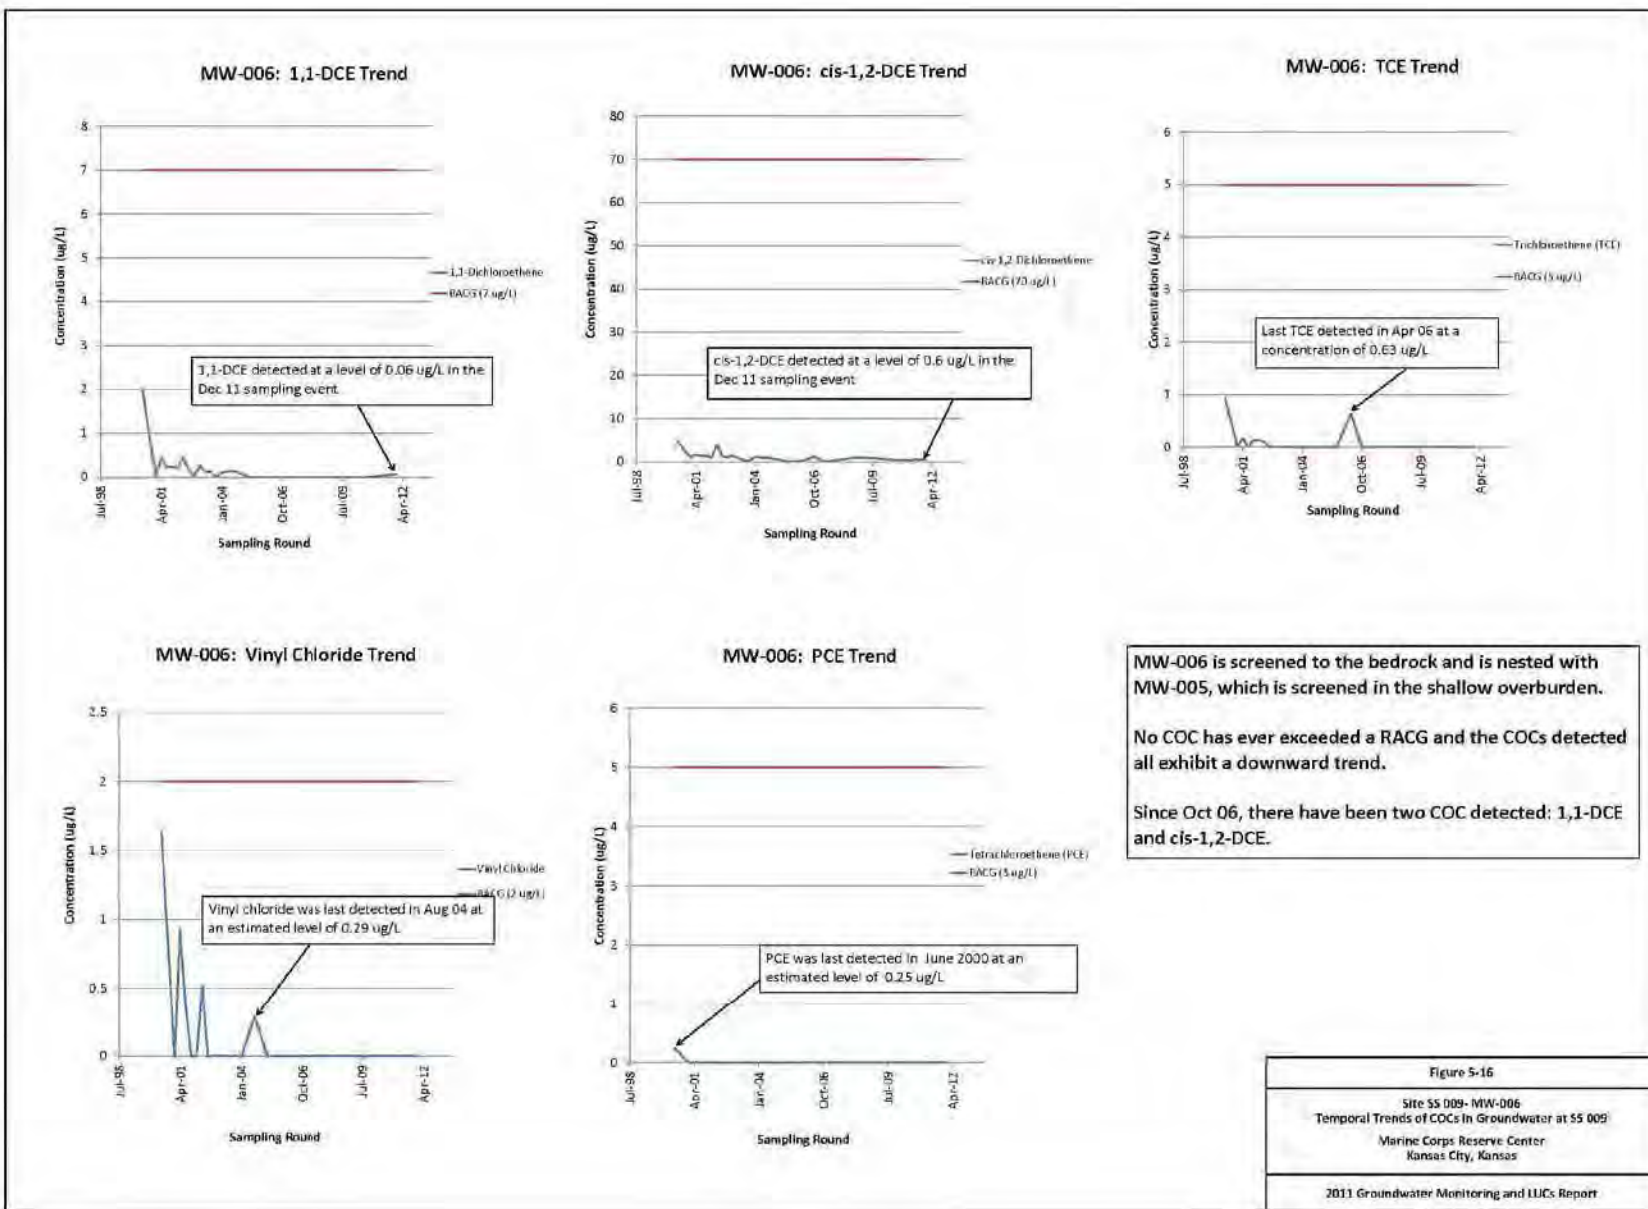 MW-006: 1,1-DCE Trend
8
7
6
5
4
3
2
1
0
Concentration (ug/L)
Jul-98
Apr-01
Jan-04
Oct-06
Jul-09
Apr-12
Sampling Round
1,1-Dichloroethene
RACG (7 ug/L)
1,1-DCE detected at a level of 0.06 ug/L in the
Dec 11 sampling event
MW-006: cis-1,2-DCE Trend
80
70
60
50
40
30
20
10
0
Concentration (ug/L)
Jul-98
Apr-01
Jan-04
Oct-06
Jul-09
Apr-12
Sampling Round
cis-1,2-Dichloroethene
RACG (70 ug/L)
cis-1,2-DCE detected at a level of 0.6 ug/L in the
Dec 11 sampling event
MW-006: TCE Trend
6
5
4
3
2
1
0
Concentration (ug/L)
Jul-98
Apr-01
Jan-04
Oct-06
Jul-09
Apr-12
Sampling Round
Trichloroethene (TCE)
RACG (5 ug/L)
Last TCE detected in Apr 06 at a
concentration of 0.63 ug/L
MW-006: Vinyl Chloride Trend
2.5
2
1.5
1
0.5
0
Concentration (ug/L)
Jul-98
Apr-01
Jan-04
Oct-06
Jul-09
Apr-12
Sampling Round
Vinyl Chloride
RACG (2 ug/L)
Vinyl chloride was last detected in Aug 04 at
an estimated level of 0.29 ug/L
MW-006: PCE Trend
6
5
4
3
2
1
0
Concentration (ug/L)
Jul-98
Apr-01
Jan-04
Oct-06
Jul-09
Apr-12
Sampling Round
Tetrachloroethene (PCE)
RACG (5 ug/L)
PCE was last detected in June 2000 at an
estimated level of 0.25 ug/L
MW-006 is screened to the bedrock and is nested with
MW-005, which is screened in the shallow overburden.
No COC has ever exceeded a RACG and the COCs detected
all exhibit a downward trend.
Since Oct 06, there have been two COC detected: 1,1-DCE
and cis-1,2-DCE.
Figure 5-16
Site SS 009- MW-006
Temporal Trends of COCs in Groundwater at SS 009
Marine Corps Reserve Center
Kansas City, Kansas
2011 Groundwater Monitoring and LUCs Report